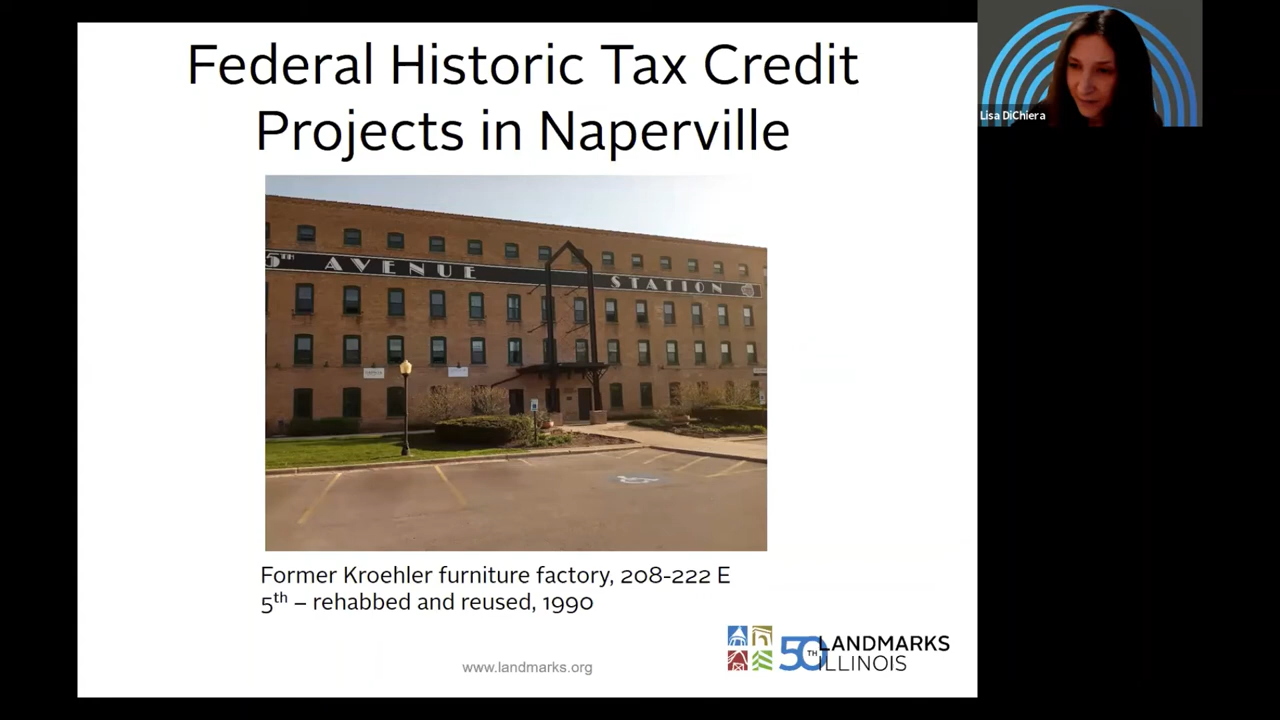 Federal Historic Tax Credit
Projects in Naperville
5TH AVENUE STATION
Former Kroehler furniture factory, 208-222 E
5th – rehabbed and reused, 1990
www.landmarks.org
50TH LANDMARKS
ILLINOIS
Lisa DiChiera